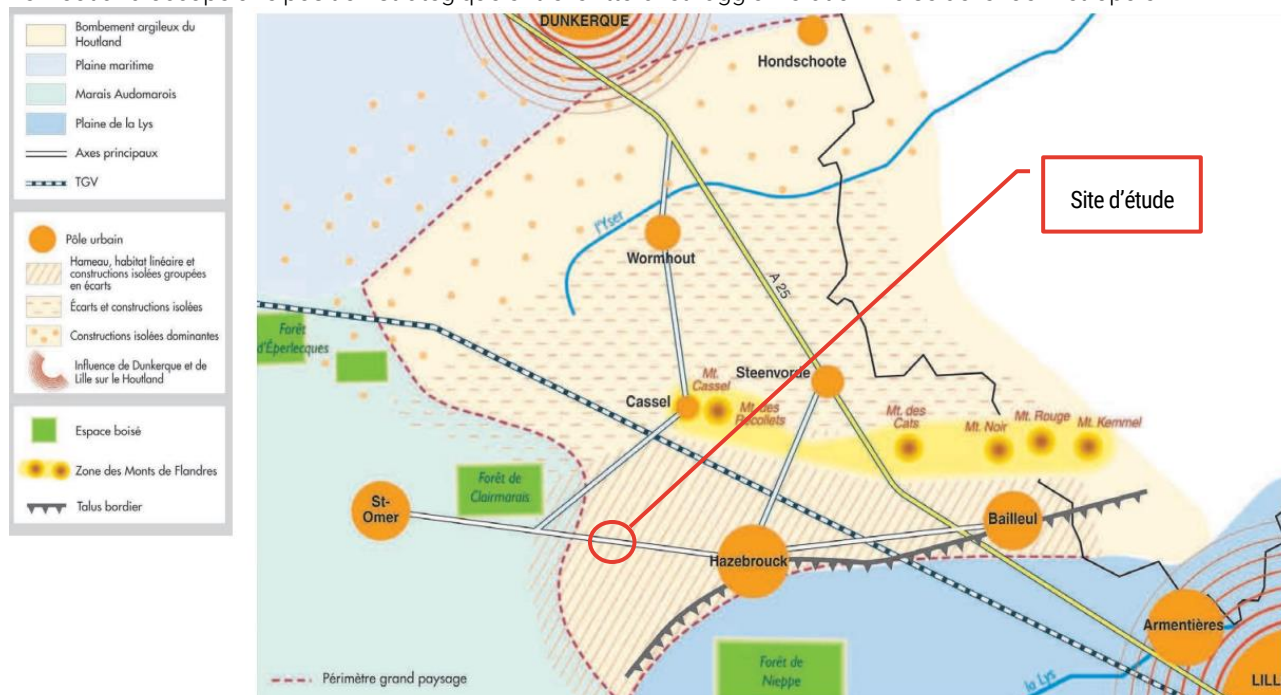 Bombement argileux du
Houtland
Plaine maritime
Marais Audomarois
Plaine de la Lys
Axes principaux
TGV
Pôle urbain
Hameau, habitat linéaire et
constructions isolées groupées
en écarts
Écarts et constructions isolées
Constructions isolées dominantes
Influence de Dunkerque et de
Lille sur le Houtland
Espace boisé
Zone des Monts de Flandres
Talus bordier
DUNKERQUE
Hondschoote
Site d'étude
l'Yser
Wormhout
A 25
Forêt
d'Éperlecques
Steenvorde
Mt.
Cassel
Cassel
Mt. des
Récollets
Mt. des
Cats
Mt. Noir
Mt. Rouge
Mt. Kemmel
Forêt de
Clairmarais
St-
Omer
Bailleul
Hazebrouck
Armentières
Forêt de
Nieppe
la Lys
LILL
Périmètre grand paysage